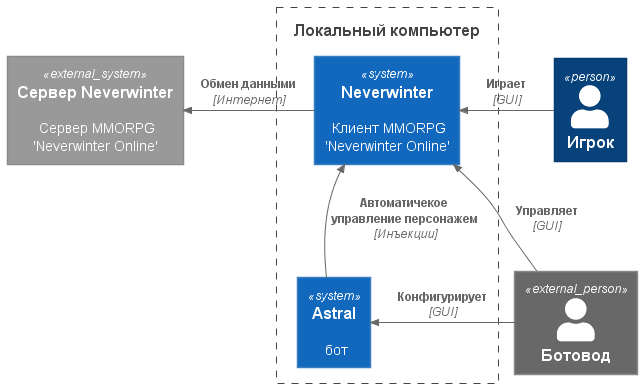 Локальный компьютер
«external_system»
Сервер Neverwinter
Сервер MMORPG
'Neverwinter Online'
Обмен данными
[Интернет]
«system»
Neverwinter
Клиент MMORPG
'Neverwinter Online'
Играет
[GUI]
«person»
Игрок
Автоматичекое
управление персонажем
[Инъекции]
Управляет
[GUI]
«system»
Astral
бот
Конфигурирует
[GUI]
«external_person»
Ботовод